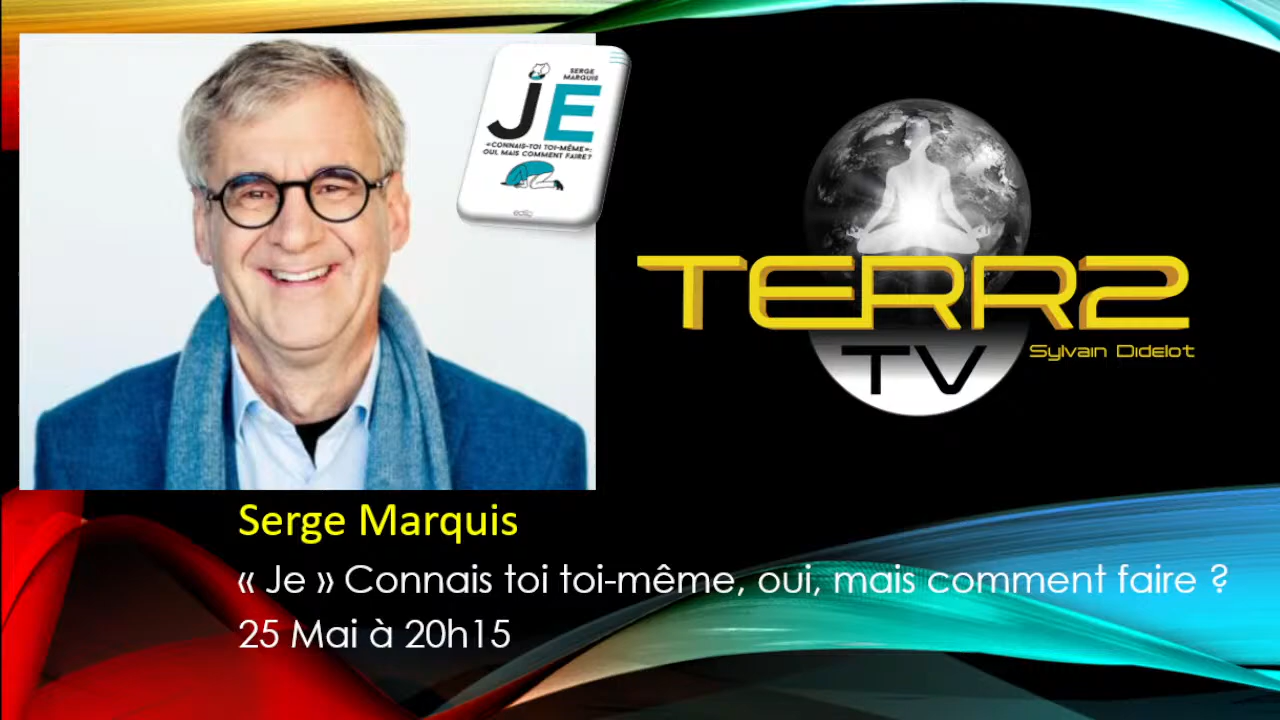 SERGE
MARQUIS
JE
«CONNAIS-TOI TOI-MÊME»:
OUI, MAIS COMMENT FAIRE?
edito
TERR2
TV
Sylvain Didelot
Serge Marquis
« Je » Connais toi toi-même, oui, mais comment faire ?
25 Mai à 20h15